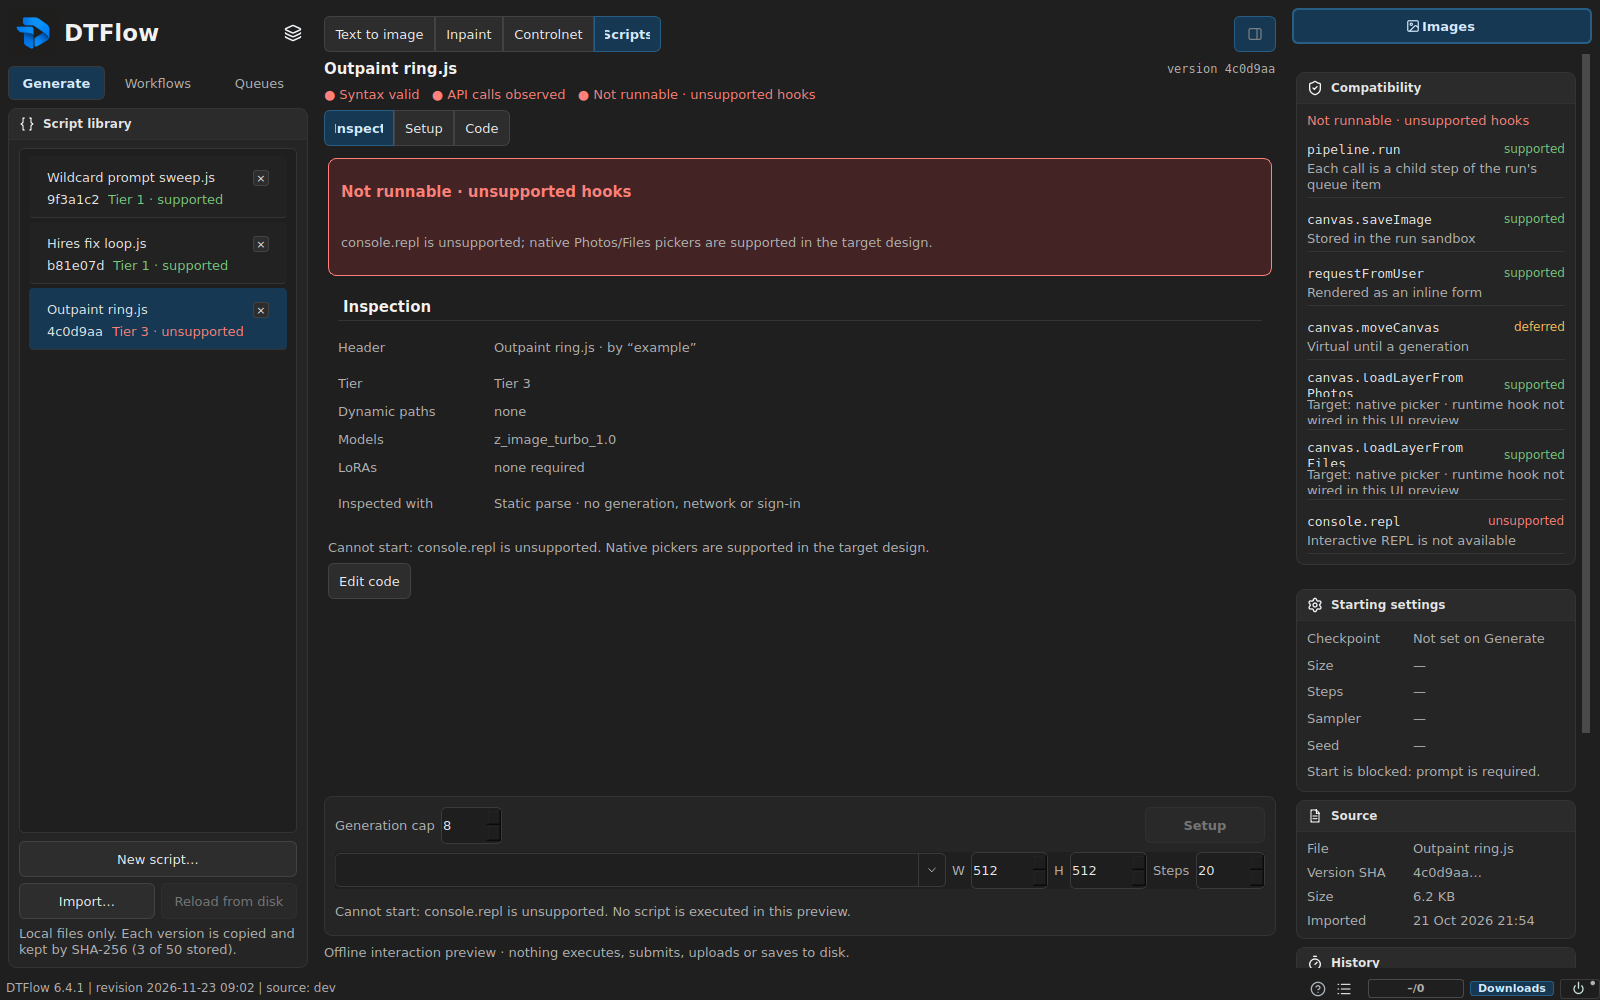 DTFlow
Generate Workflows Queues
Script library
Wildcard prompt sweep.js
9f3a1c2 Tier 1 · supported
Hires fix loop.js
b81e07d Tier 1 · supported
Outpaint ring.js
4c0d9aa Tier 3 · unsupported
New script...
Import... Reload from disk
Local files only. Each version is copied and
kept by SHA-256 (3 of 50 stored).
Text to image Inpaint Controlnet Scripts
Outpaint ring.js version 4c0d9aa
Syntax valid API calls observed Not runnable · unsupported hooks
Inspect Setup Code
Not runnable · unsupported hooks
console.repl is unsupported; native Photos/Files pickers are supported in the target design.
Inspection
Header Outpaint ring.js · by “example”
Tier Tier 3
Dynamic paths none
Models z_image_turbo_1.0
LoRAs none required
Inspected with Static parse · no generation, network or sign-in
Cannot start: console.repl is unsupported. Native pickers are supported in the target design.
Edit code
Generation cap 8 Setup
W 512 H 512 Steps 20
Cannot start: console.repl is unsupported. No script is executed in this preview.
Offline interaction preview · nothing executes, submits, uploads or saves to disk.
Images
Compatibility
Not runnable · unsupported hooks
pipeline.run supported
Each call is a child step of the run's
queue item
canvas.saveImage supported
Stored in the run sandbox
requestFromUser supported
Rendered as an inline form
canvas.moveCanvas deferred
Virtual until a generation
canvas.loadLayerFrom
Photos supported
Target: native picker · runtime hook not
wired in this UI preview
canvas.loadLayerFrom
Files supported
Target: native picker · runtime hook not
wired in this UI preview
console.repl unsupported
Interactive REPL is not available
Starting settings
Checkpoint Not set on Generate
Size —
Steps —
Sampler —
Seed —
Start is blocked: prompt is required.
Source
File Outpaint ring.js
Version SHA 4c0d9aa...
Size 6.2 KB
Imported 21 Oct 2026 21:54
History
DTFlow 6.4.1 | revision 2026-11-23 09:02 | source: dev
-/0 Downloads